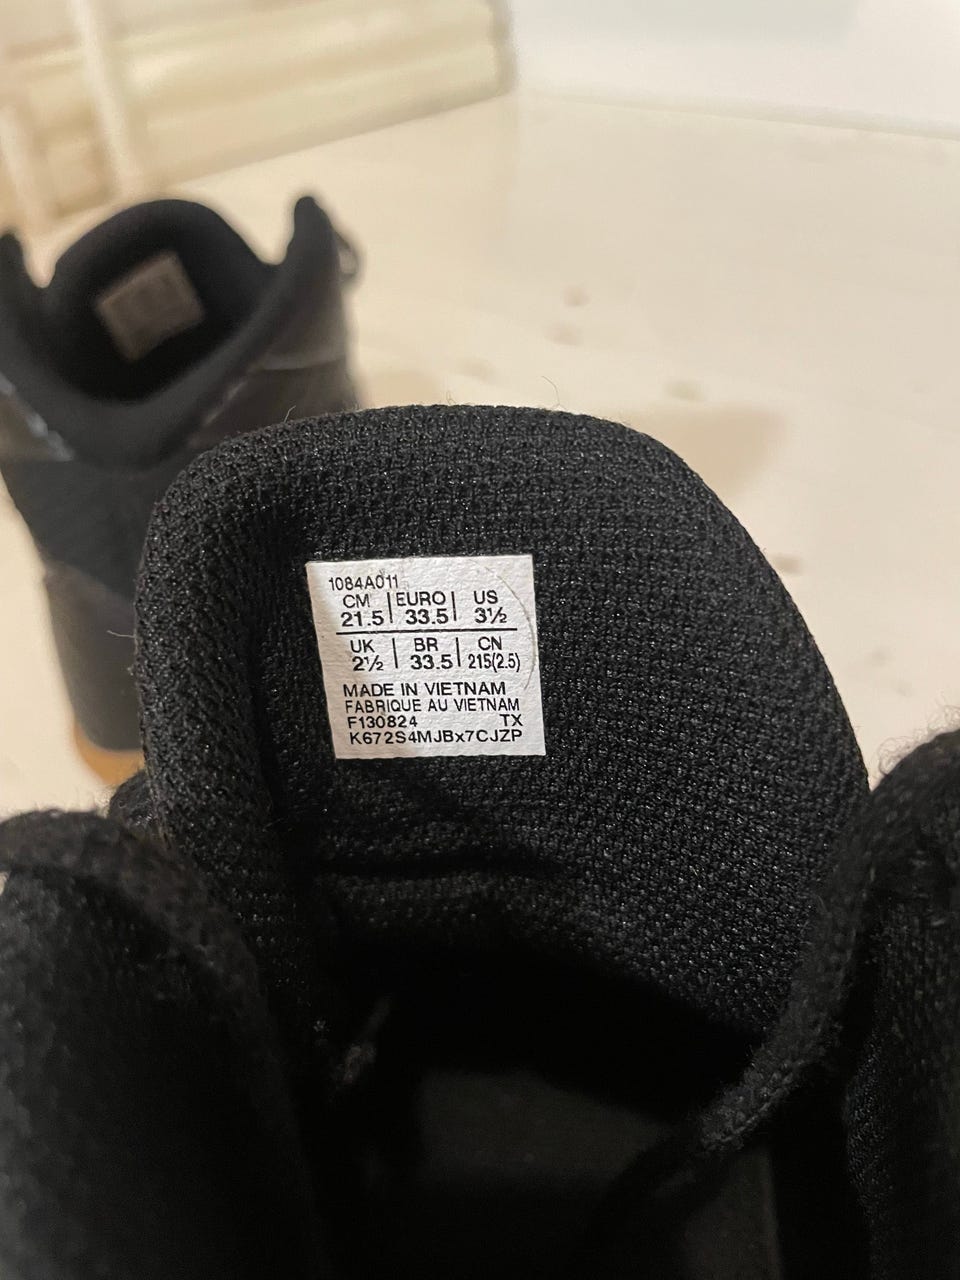 1084A011
CM | EURO | US
21.5 | 33.5 | 3½
UK | BR | CN
2½ | 33.5 | 215(2.5)
MADE IN VIETNAM
FABRIQUE AU VIETNAM
F130824 TX
K672S4MJBx7CJZP